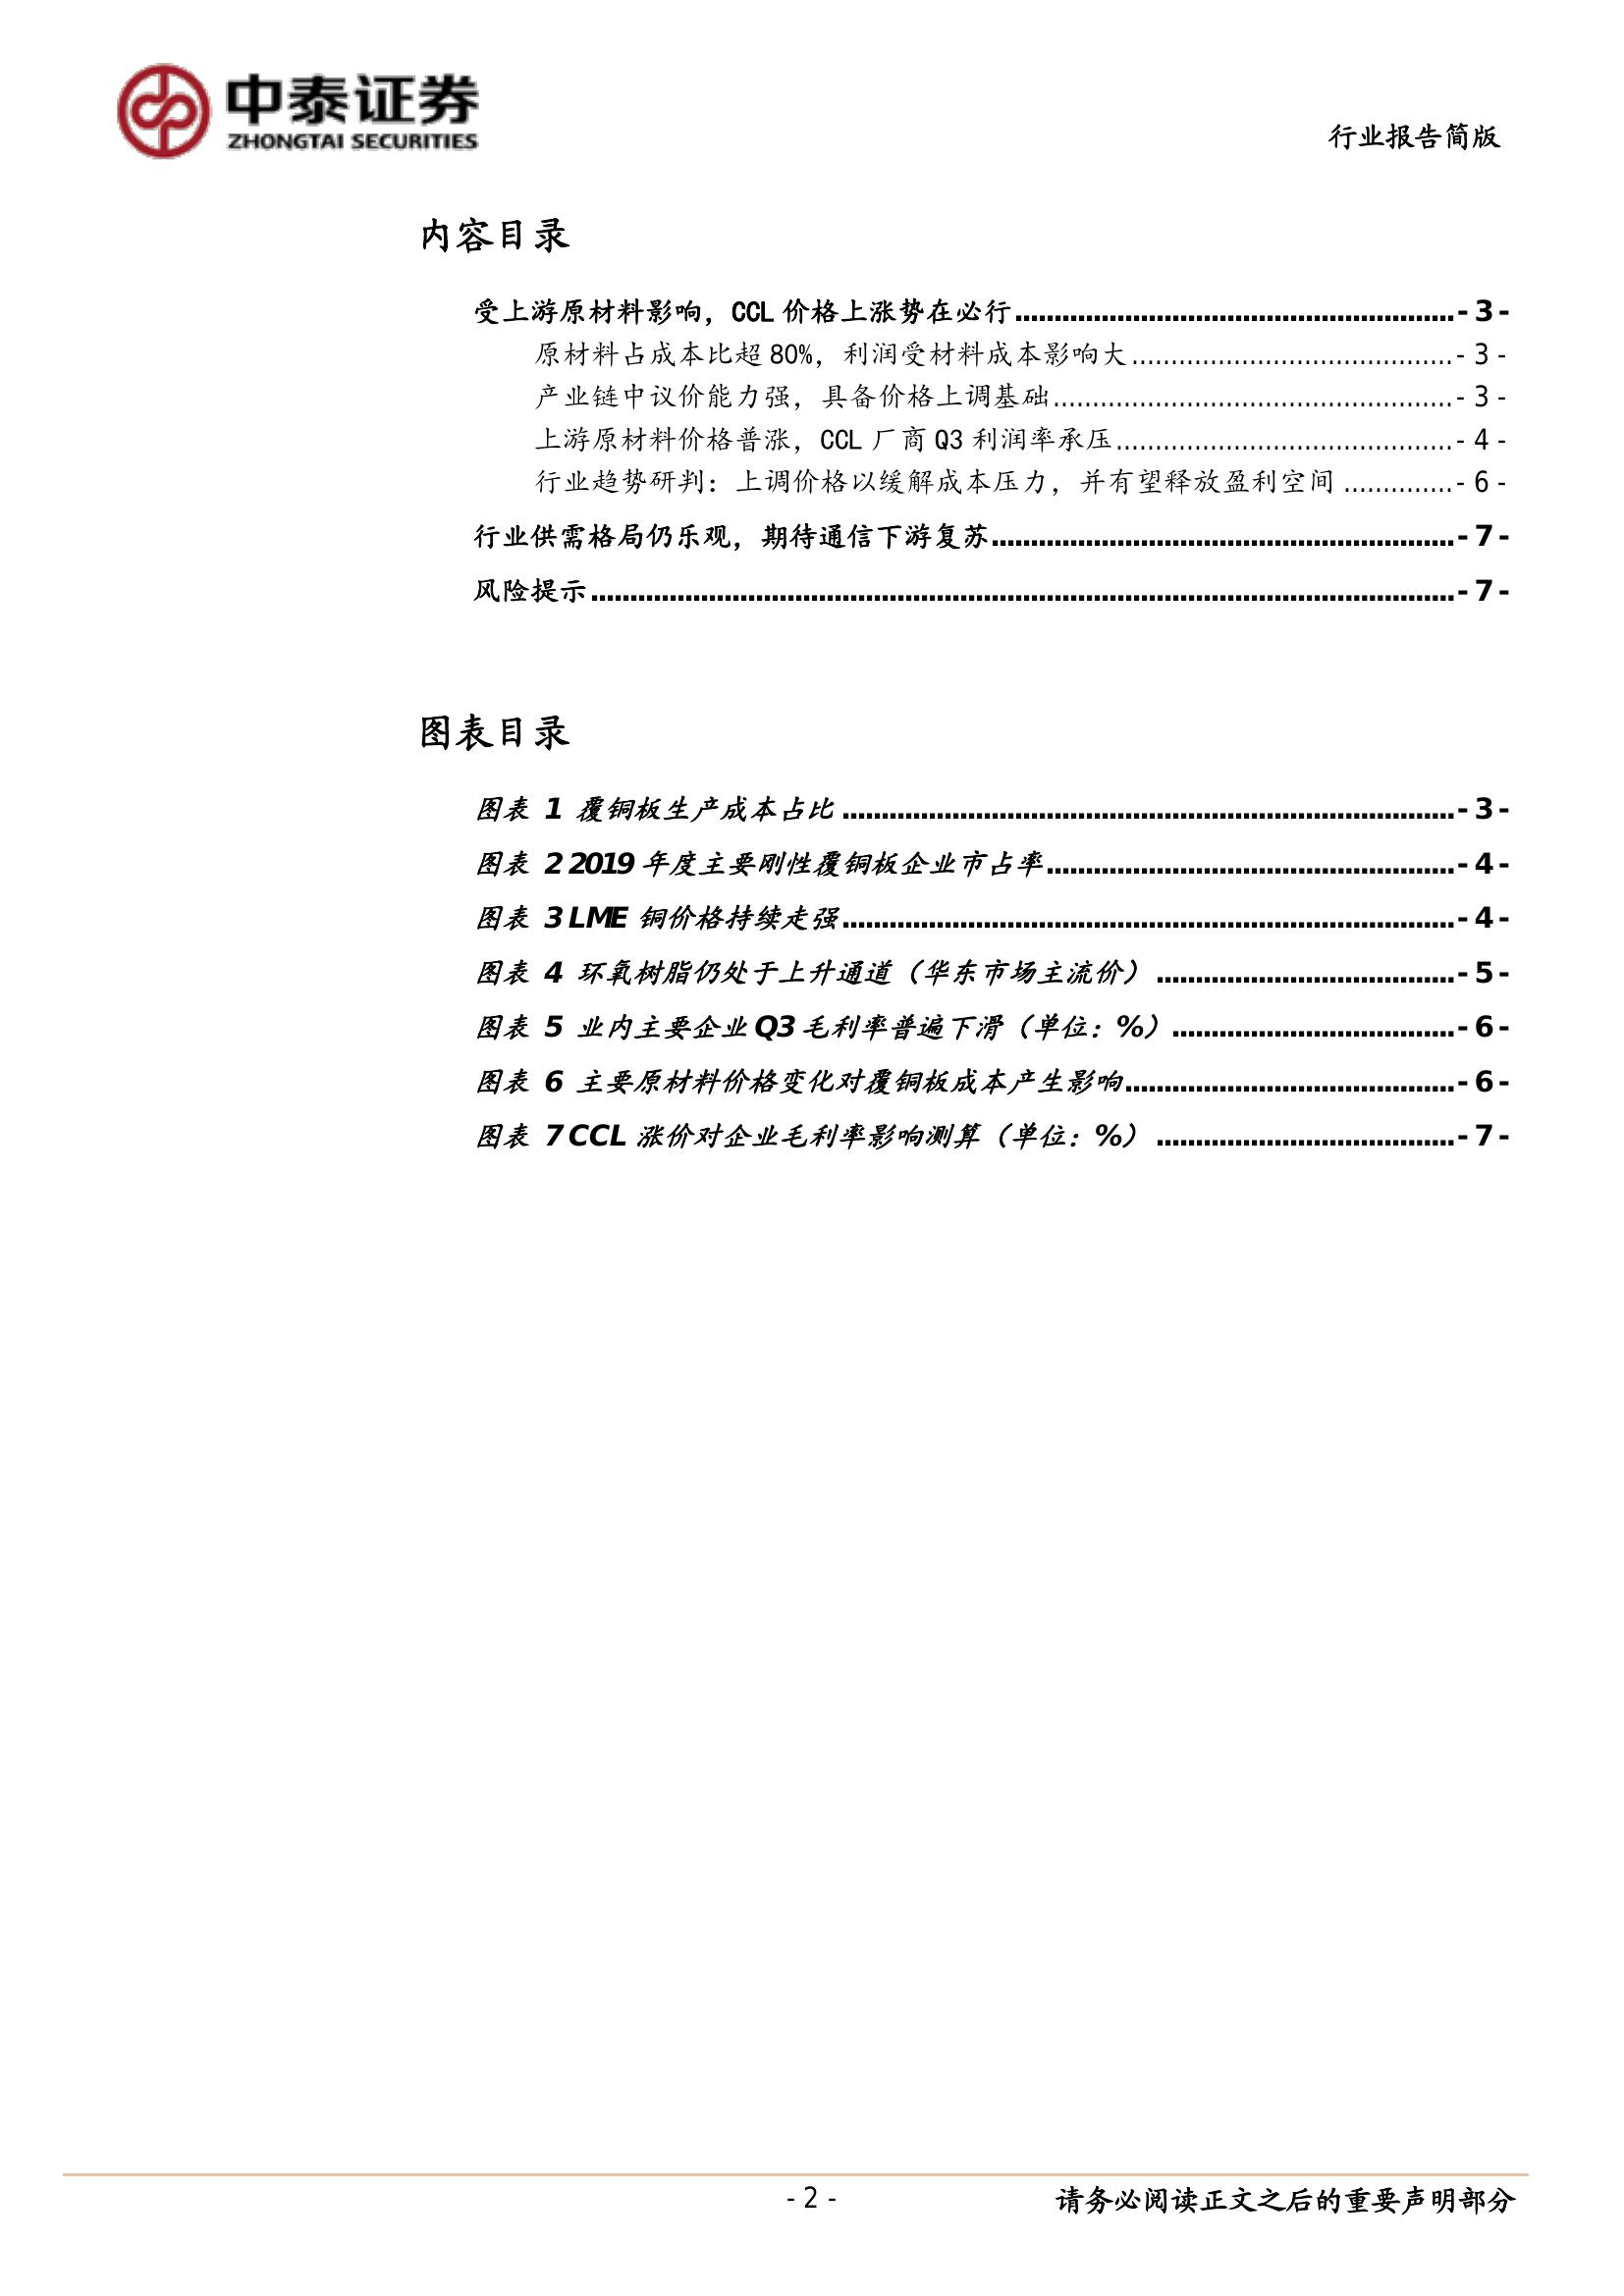 中泰证券
ZHONGTAI SECURITIES
行业报告简版
内容目录
受上游原材料影响，CCL 价格上涨势在必行........................................................- 3 -
原材料占成本比超 80%，利润受材料成本影响大.........................................- 3 -
产业链中议价能力强，具备价格上调基础...................................................- 3 -
上游原材料价格普涨，CCL 厂商 Q3 利润率承压...........................................- 4 -
行业趋势研判：上调价格以缓解成本压力，并有望释放盈利空间 ..............- 6 -
行业供需格局仍乐观，期待通信下游复苏...........................................................- 7 -
风险提示..............................................................................................................- 7 -
图表目录
图表 1 覆铜板生产成本占比..............................................................................- 3 -
图表 2 2019 年度主要刚性覆铜板企业市占率....................................................- 4 -
图表 3 LME 铜价格持续走强..............................................................................- 4 -
图表 4 环氧树脂仍处于上升通道（华东市场主流价）......................................- 5 -
图表 5 业内主要企业 Q3 毛利率普遍下滑（单位：%）....................................- 6 -
图表 6 主要原材料价格变化对覆铜板成本产生影响..........................................- 6 -
图表 7 CCL 涨价对企业毛利率影响测算（单位：%）......................................- 7 -
- 2 -
请务必阅读正文之后的重要声明部分